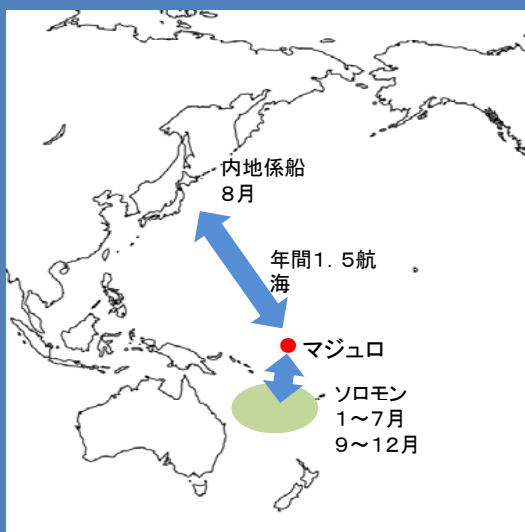 内地係船
８月
年間１．５航
海
マジュロ
ソロモン
１～７月
９～１２月